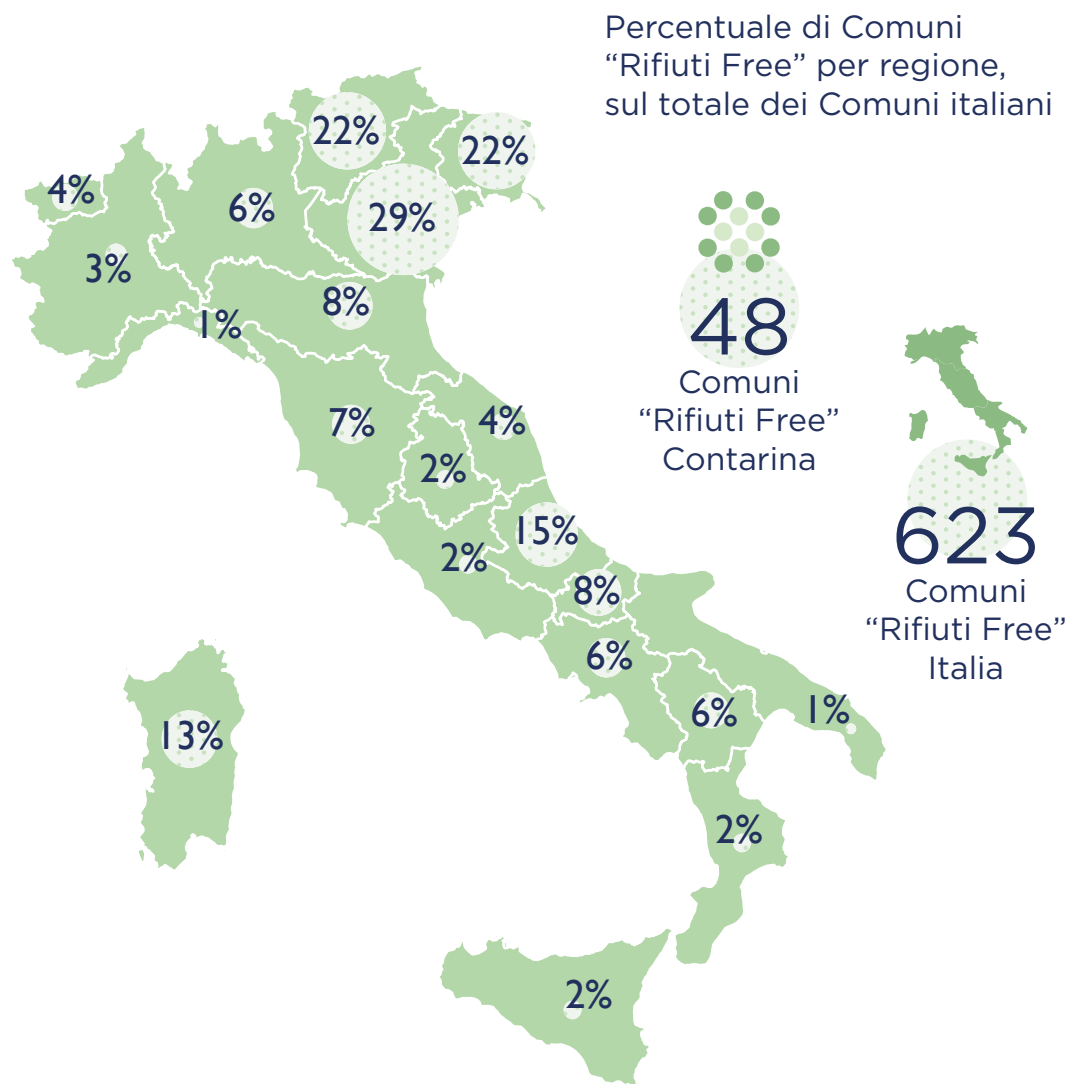 Percentuale di Comuni
“Rifiuti Free” per regione,
sul totale dei Comuni italiani
22%
22%
4%
6%
29%
3%
8%
1%
7%
4%
2%
15%
2%
8%
6%
6%
1%
13%
2%
2%
48
Comuni
“Rifiuti Free”
Contarina
623
Comuni
“Rifiuti Free”
Italia